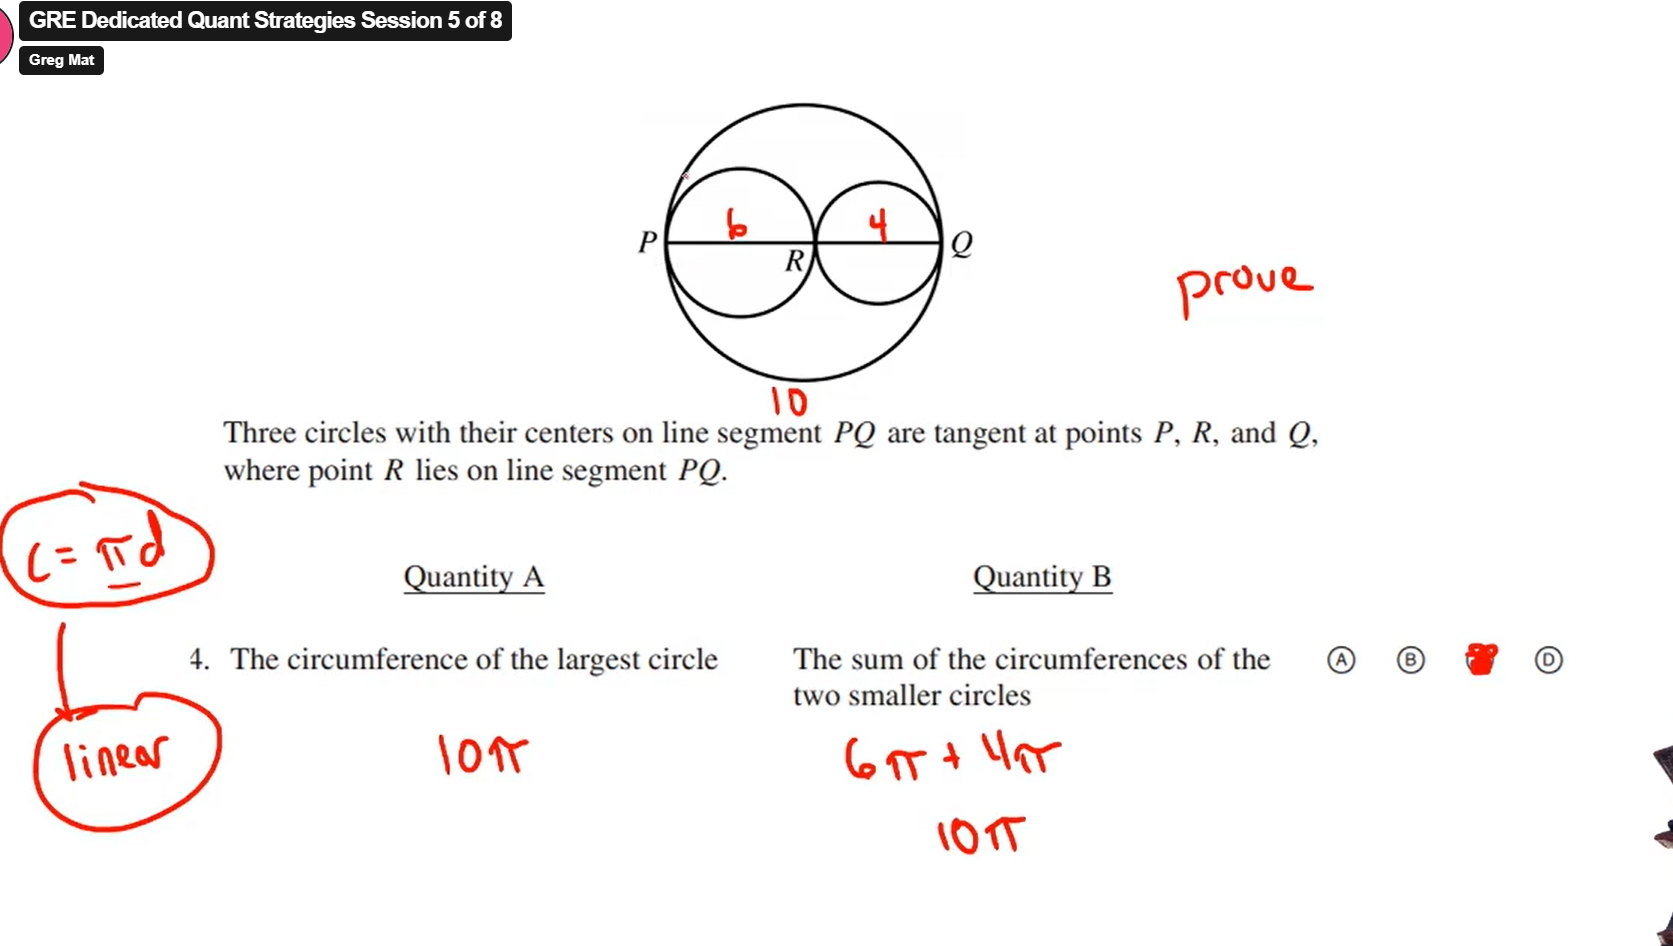 GRE Dedicated Quant Strategies Session 5 of 8
Greg Mat
6
4
P
R
Q
prove
10
Three circles with their centers on line segment PQ are tangent at points P, R, and Q,
where point R lies on line segment PQ.
C = πd
Quantity A
Quantity B
4. The circumference of the largest circle
The sum of the circumferences of the
two smaller circles
A B D
linear
10π
6π + 4π
10π